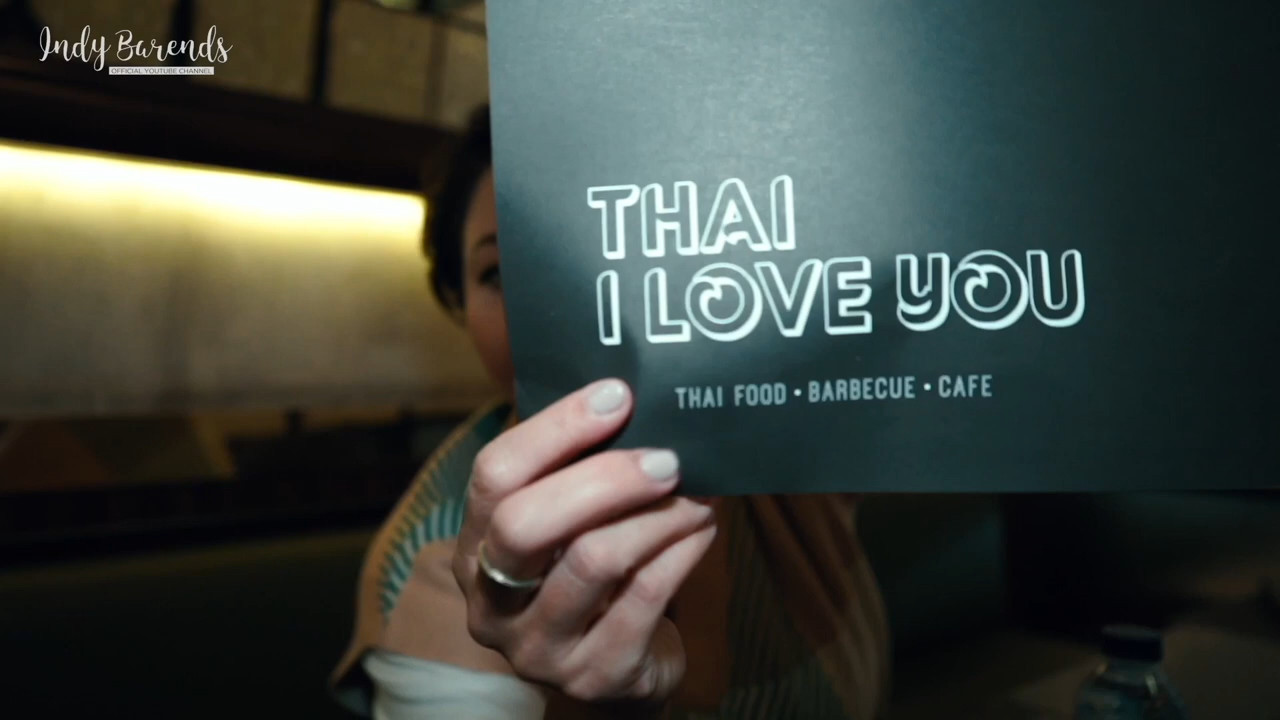 Indy Barends
OFFICIAL YOUTUBE CHANNEL
THAI
I LOVE YOU
THAI FOOD • BARBECUE • CAFE